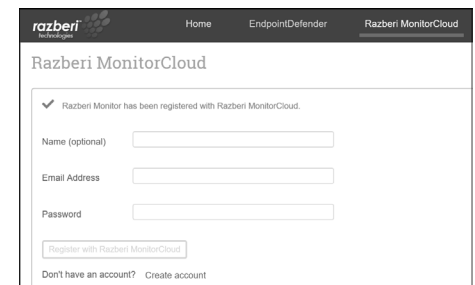 razberi Home EndpointDefender Razberi MonitorCloud
technologies
Razberi MonitorCloud
Razberi Monitor has been registered with Razberi MonitorCloud.
Name (optional)
Email Address
Password
Register with Razberi MonitorCloud
Don't have an account? Create account